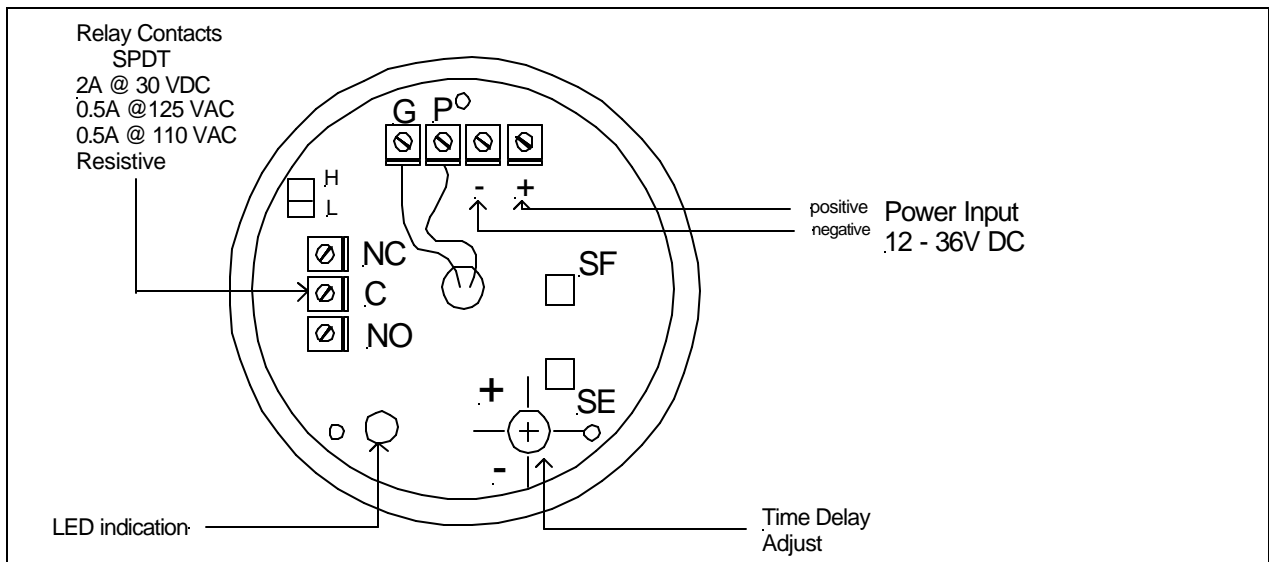 Relay Contacts
SPDT
2A @ 30 VDC
0.5A @125 VAC
0.5A @ 110 VAC
Resistive
G P
H
L
- +
positive
negative
Power Input
12 - 36V DC
NC
C
NO
SF
SE
+
-
LED indication
Time Delay
Adjust